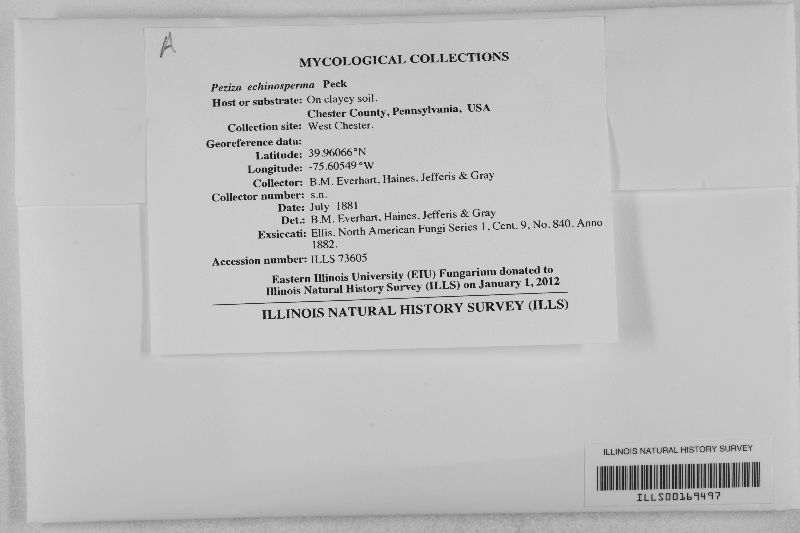 A
MYCOLOGICAL COLLECTIONS
Peziza echinosperma Peck
Host or substrate: On clayey soil.
Chester County, Pennsylvania, USA
Collection site: West Chester.
Georeference data:
Latitude: 39.96066°N
Longitude: -75.60549°W
Collector: B.M. Everhart, Haines, Jefferis & Gray
Collector number: s.n.
Date: July 1881
Det.: B.M. Everhart, Haines, Jefferis & Gray
Exsiccati: Ellis, North American Fungi Series 1, Cent. 9, No. 840, Anno
1882.
Accession number: ILLS 73605
Eastern Illinois University (EIU) Fungarium donated to
Illinois Natural History Survey (ILLS) on January 1, 2012
ILLINOIS NATURAL HISTORY SURVEY (ILLS)
ILLINOIS NATURAL HISTORY SURVEY
ILLS00169497